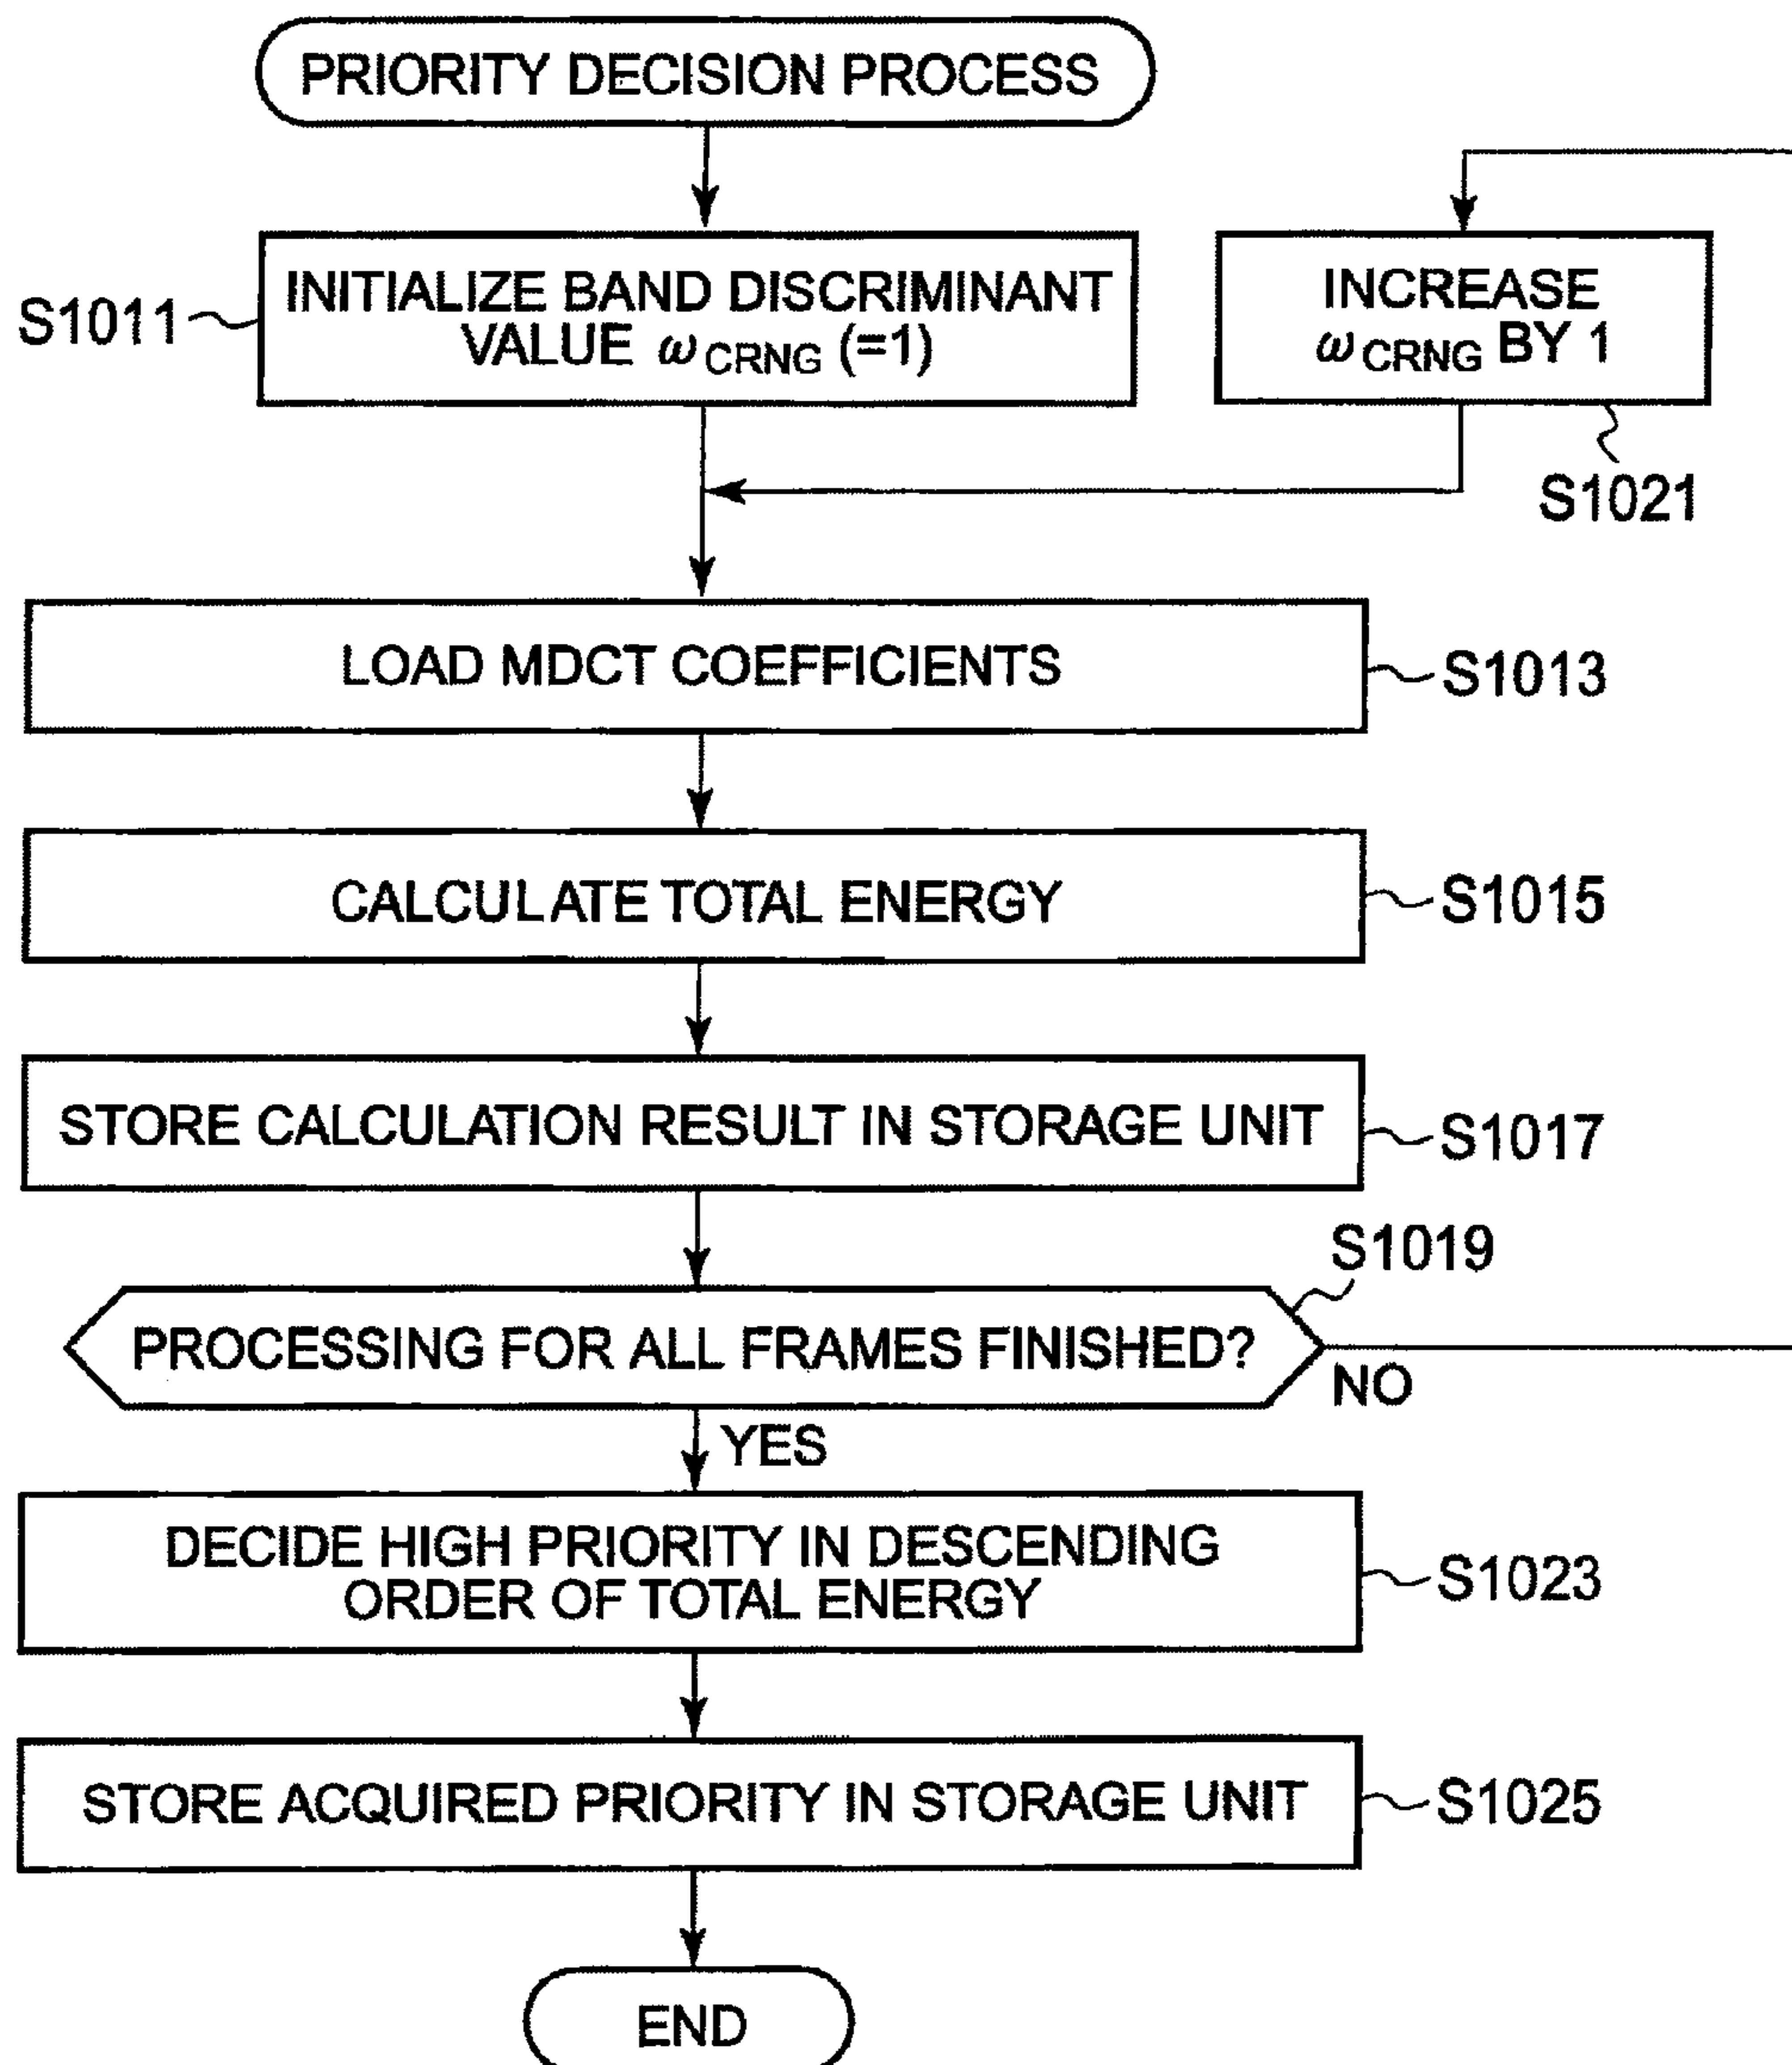 PRIORITY DECISION PROCESS
S1011
INITIALIZE BAND DISCRIMINANT
VALUE ωCRNG (=1)
INCREASE
ωCRNG BY 1
S1021
LOAD MDCT COEFFICIENTS
S1013
CALCULATE TOTAL ENERGY
S1015
STORE CALCULATION RESULT IN STORAGE UNIT
S1017
S1019
PROCESSING FOR ALL FRAMES FINISHED?
NO
YES
DECIDE HIGH PRIORITY IN DESCENDING
ORDER OF TOTAL ENERGY
S1023
STORE ACQUIRED PRIORITY IN STORAGE UNIT
S1025
END